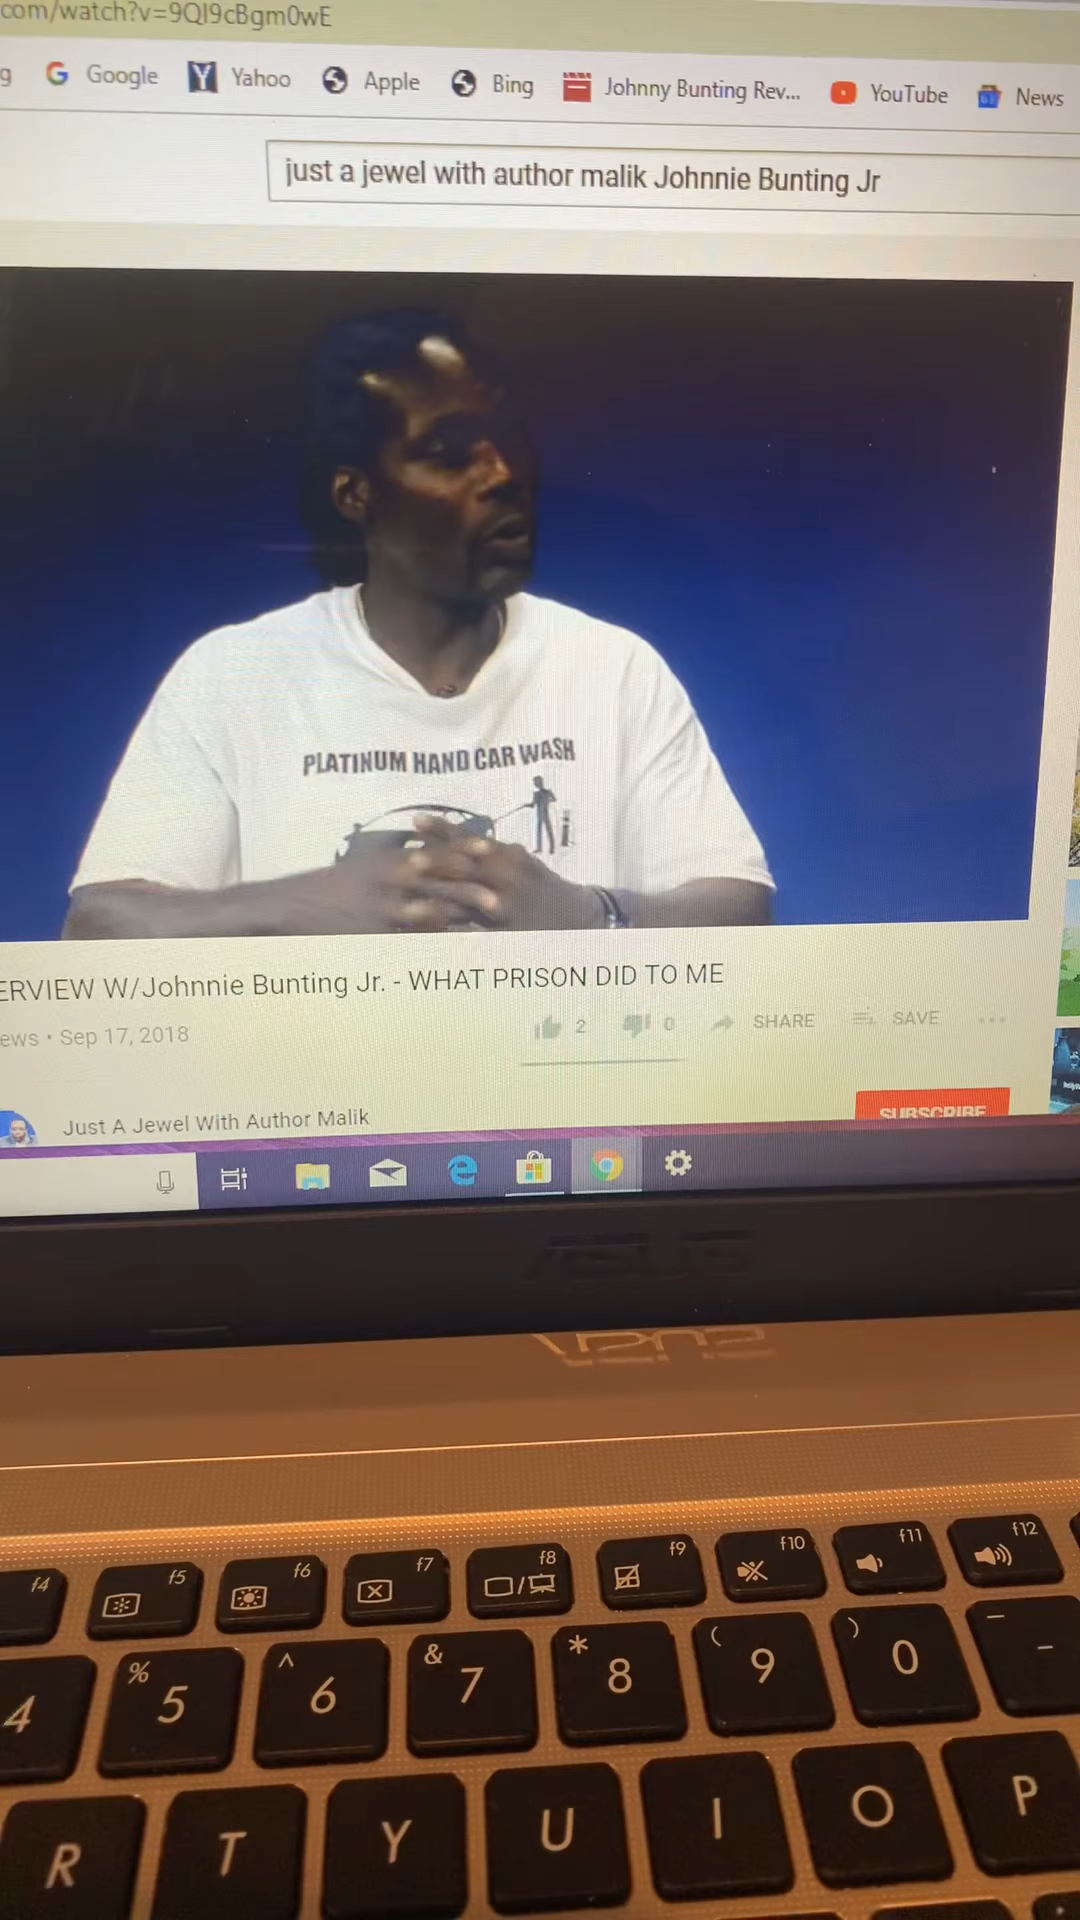 com/watch?v=9QI9cBgm0wE
g Google Yahoo Apple Bing Johnny Bunting Rev... YouTube News
just a jewel with author malik Johnnie Bunting Jr
PLATINUM HAND CAR WASH
ERVIEW W/Johnnie Bunting Jr. - WHAT PRISON DID TO ME
ews • Sep 17, 2018 2 0 SHARE SAVE
Just A Jewel With Author Malik SUBSCRIBE
ASUS
f4 f5 f6 f7 f8 f9 f10 f11 f12
4 % 5 ^ 6 & 7 * 8 ( 9 ) 0 _ -
R T Y U I O P